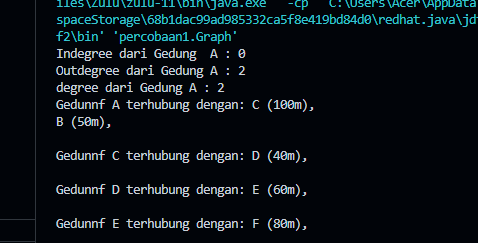 iles\Zulu\zulu-11\bin\java.exe' '-cp' 'C:\Users\Acer\AppData
spaceStorage\68b1dac99ad985332ca5f8e419bd84d0\redhat.java\jdt
f2\bin' 'percobaan1.Graph'
Indegree dari Gedung  A : 0
Outdegree dari Gedung A : 2
degree dari Gedung A : 2
Gedunnf A terhubung dengan: C (100m),
B (50m),
Gedunnf C terhubung dengan: D (40m),
Gedunnf D terhubung dengan: E (60m),
Gedunnf E terhubung dengan: F (80m),